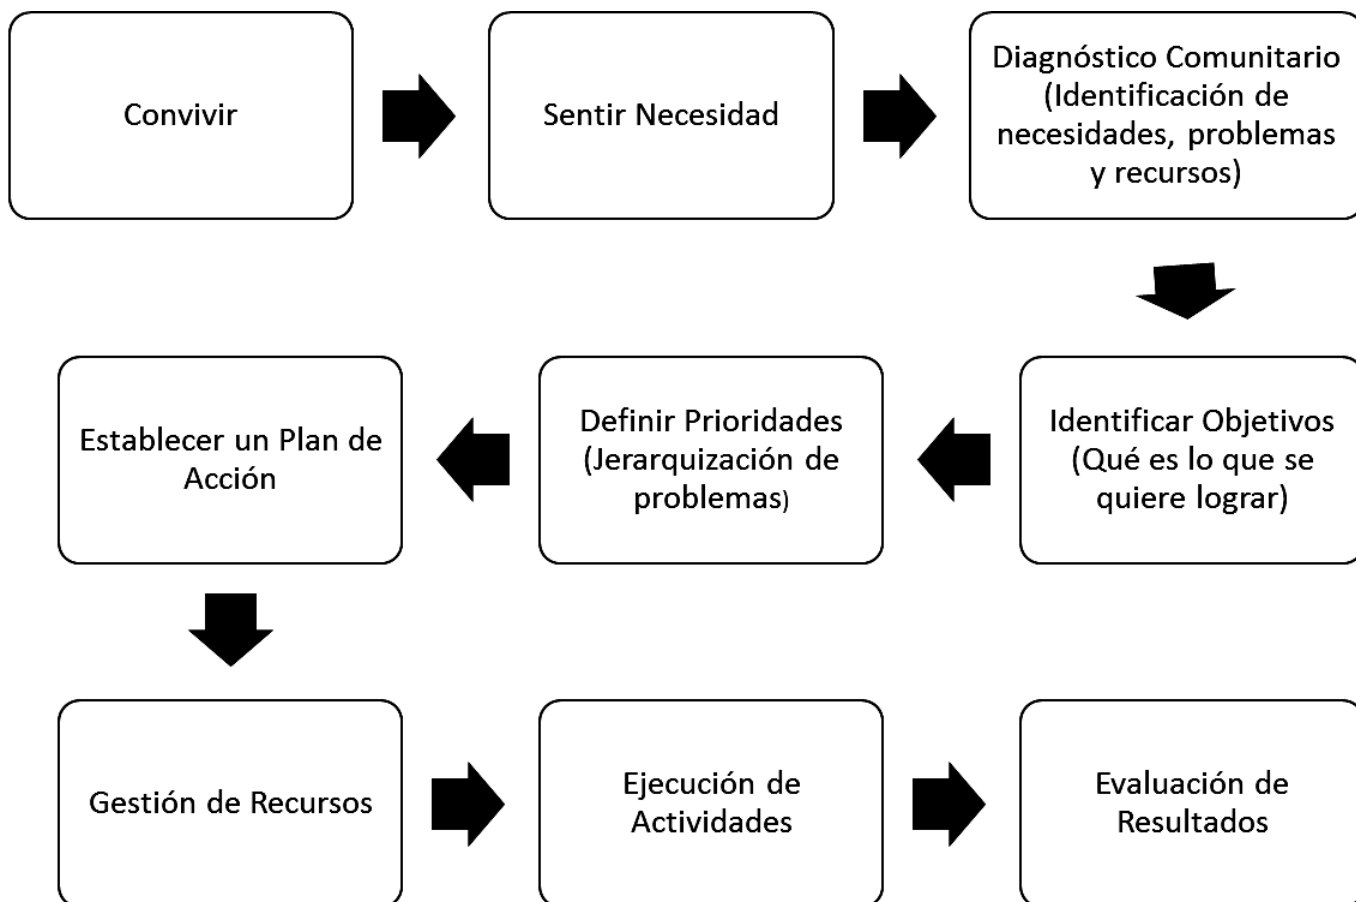 Convivir
Sentir Necesidad
Diagnóstico Comunitario
(Identificación de
necesidades, problemas
y recursos)
Identificar Objetivos
(Qué es lo que se
quiere lograr)
Definir Prioridades
(Jerarquización de
problemas)
Establecer un Plan de
Acción
Gestión de Recursos
Ejecución de
Actividades
Evaluación de
Resultados